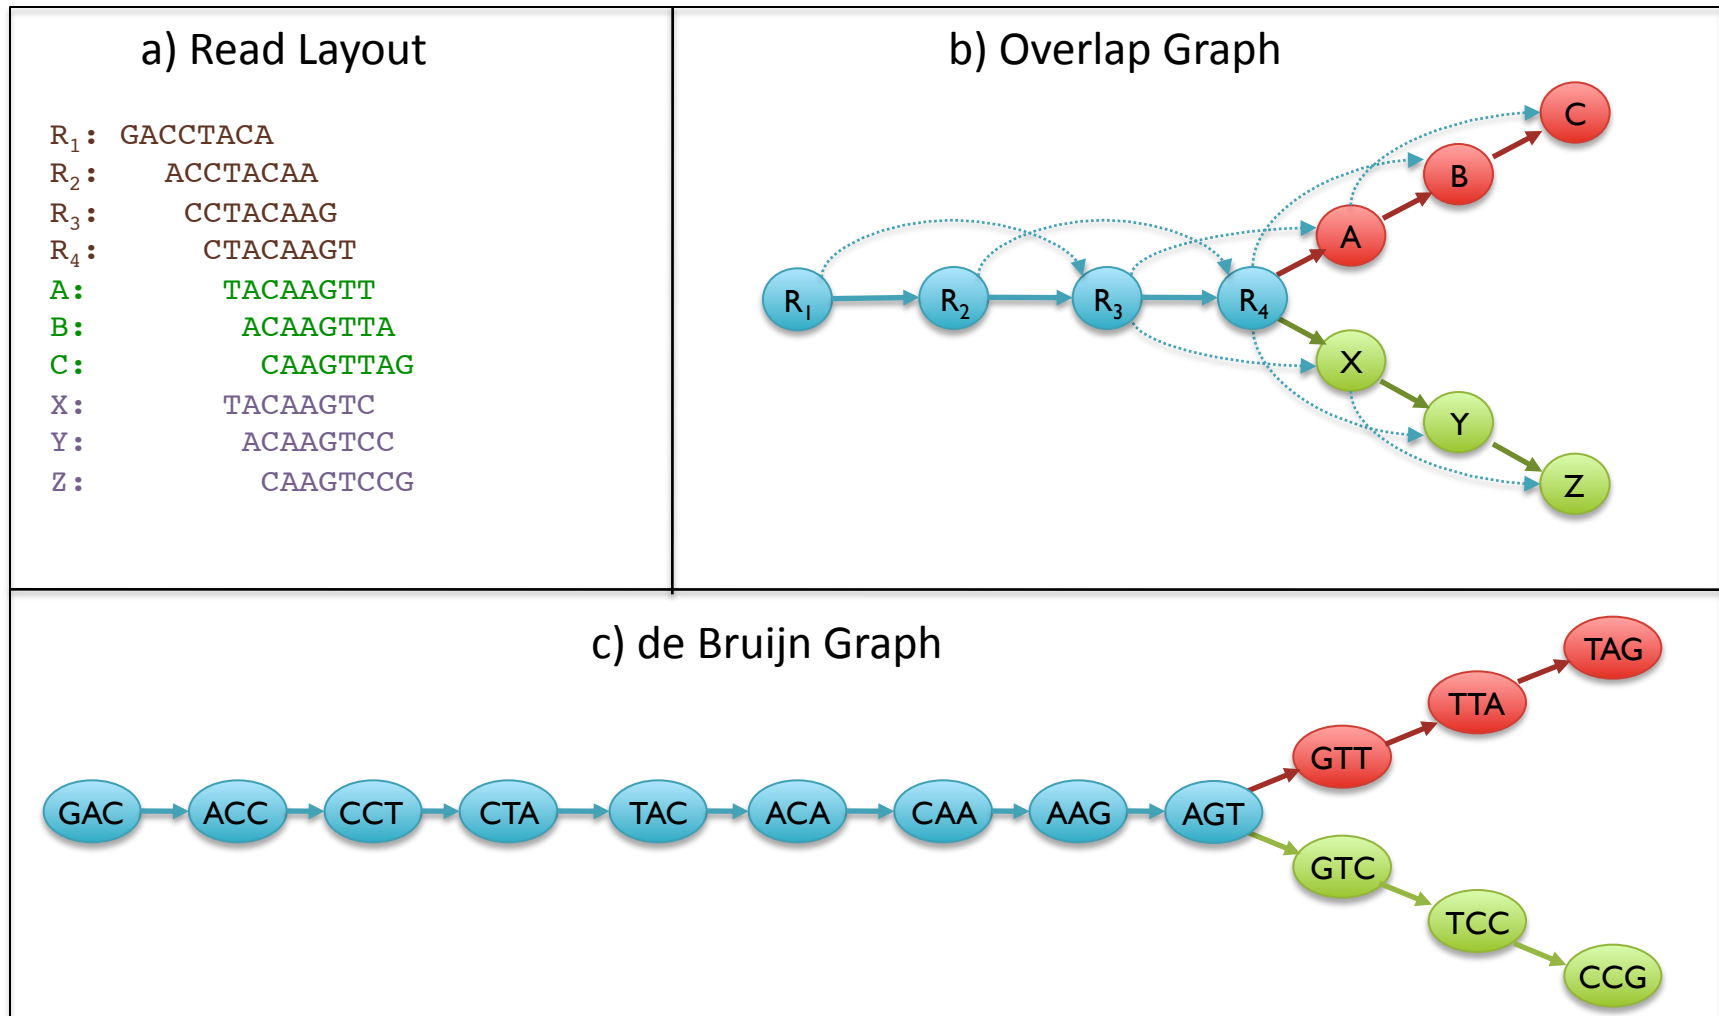 a) Read Layout
R1: GACCTACA
R2: ACCTACAA
R3: CCTACAAG
R4: CTACAAGT
A: TACAAGTT
B: ACAAGTTA
C: CAAGTTAG
X: TACAAGTC
Y: ACAAGTCC
Z: CAAGTCCG
b) Overlap Graph
C
B
A
R1 R2 R3 R4
X
Y
Z
c) de Bruijn Graph
TAG
TTA
GTT
GAC ACC CCT CTA TAC ACA CAA AAG AGT
GTC
TCC
CCG